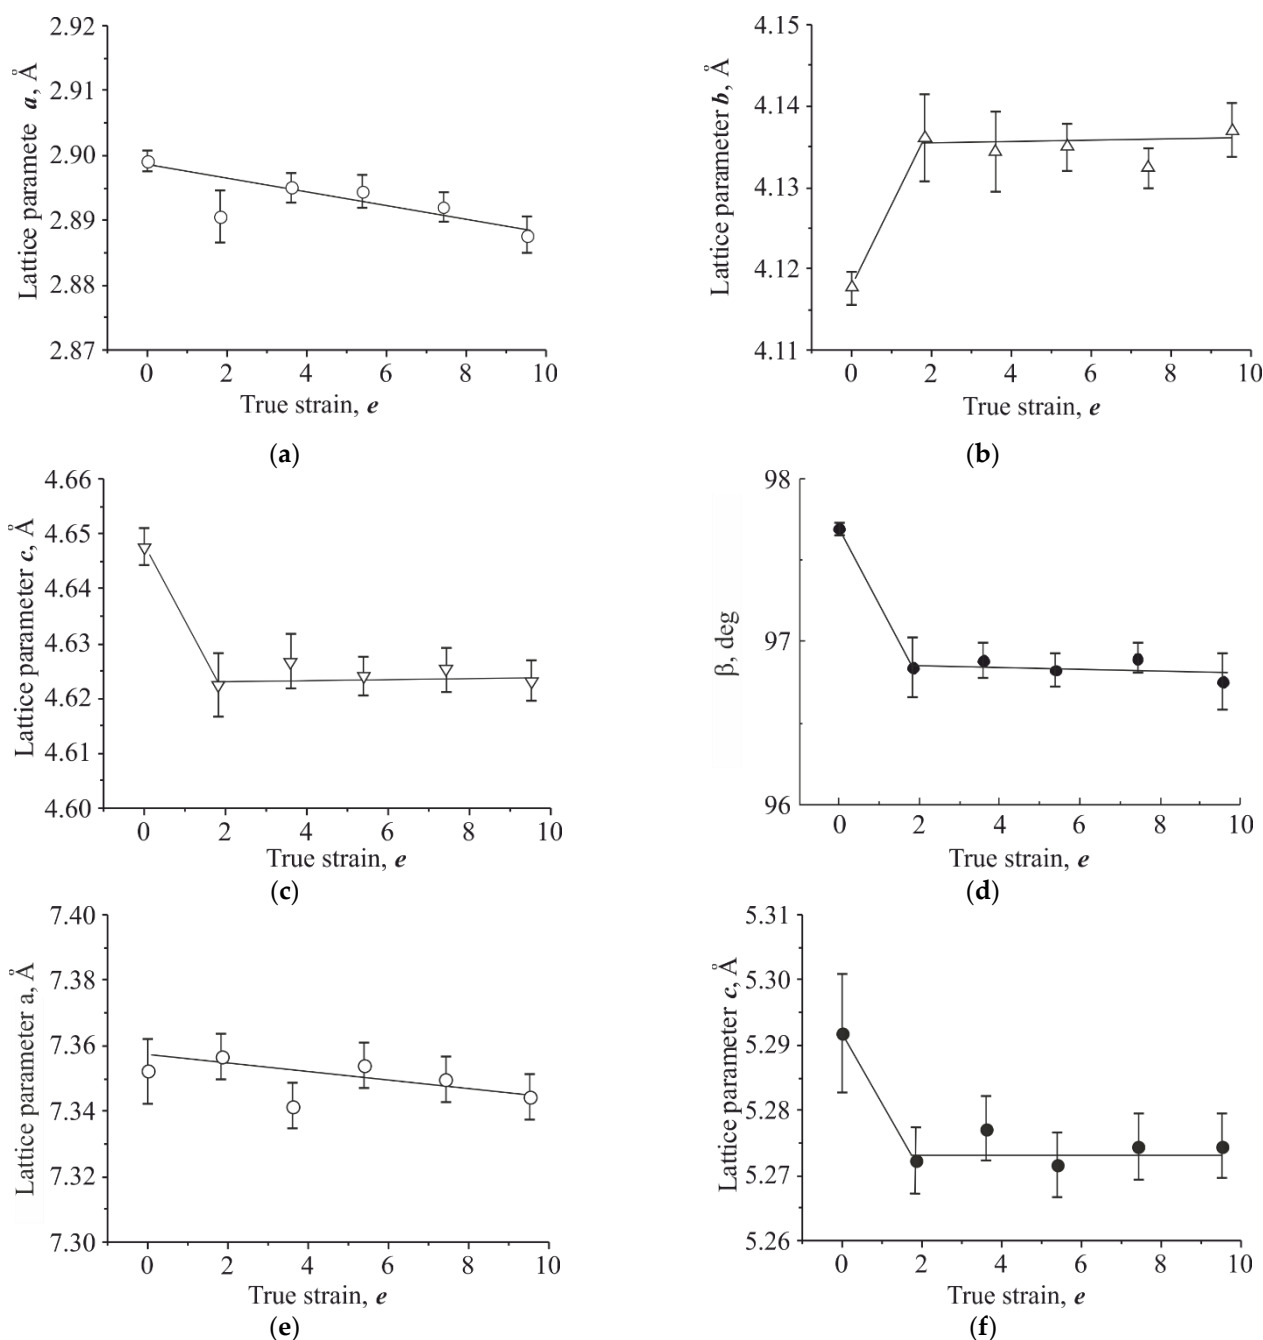 2.92
2.91
2.90
2.89
2.88
2.87
Lattice paramete a, Å
0 2 4 6 8 10
True strain, e
(a)
4.15
4.14
4.13
4.12
4.11
Lattice parameter b, Å
0 2 4 6 8 10
True strain, e
(b)
4.66
4.65
4.64
4.63
4.62
4.61
4.60
Lattice parameter c, Å
0 2 4 6 8 10
True strain, e
(c)
98
97
96
β, deg
0 2 4 6 8 10
True strain, e
(d)
7.40
7.38
7.36
7.34
7.32
7.30
Lattice parameter a, Å
0 2 4 6 8 10
True strain, e
(e)
5.31
5.30
5.29
5.28
5.27
5.26
Lattice parameter c, Å
0 2 4 6 8 10
True strain, e
(f)